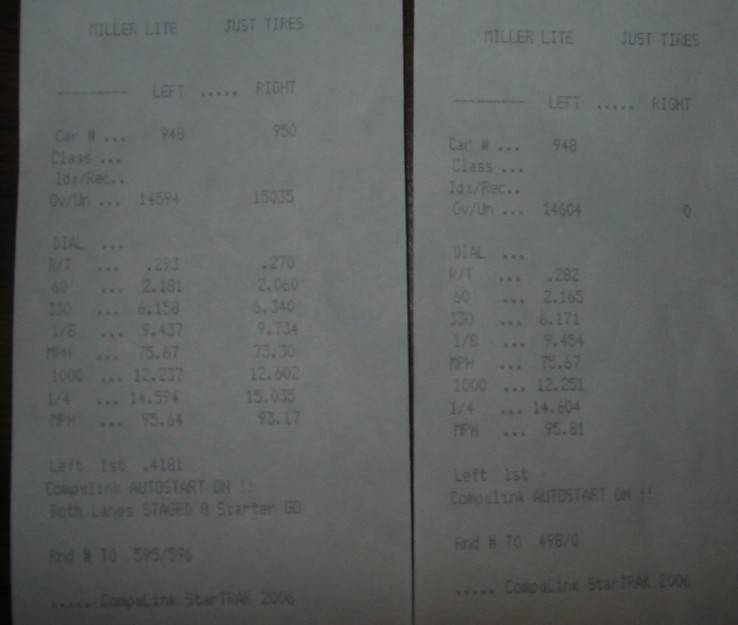 MILLER LITE JUST TIRES
-------- LEFT ..... RIGHT
Car # ... 948 950
Class ...
Idx/Rec..
Ov/Un ... 14594 15035
DIAL ...
R/T ... .293 .270
60 ... 2.181 2.060
330 ... 6.158 6.340
1/8 ... 9.437 9.734
MPH ... 75.67 73.30
1000 ... 12.237 12.602
1/4 ... 14.594 15.035
MPH ... 95.64 93.17
Left 1st .4181
Compulink AUTOSTART ON !!
Both Lanes STAGED @ Starter GO
Rnd # TO 595/596
..... CompuLink StarTRAK 2006
MILLER LITE JUST TIRES
-------- LEFT ..... RIGHT
Car # ... 948
Class ...
Idx/Rec..
Ov/Un ... 14604 0
DIAL ...
R/T ... .282
60 ... 2.165
330 ... 6.171
1/8 ... 9.454
MPH ... 75.67
1000 ... 12.251
1/4 ... 14.604
MPH ... 95.81
Left 1st
Compulink AUTOSTART ON !!
Rnd # TO 498/0
..... CompuLink StarTRAK 2006